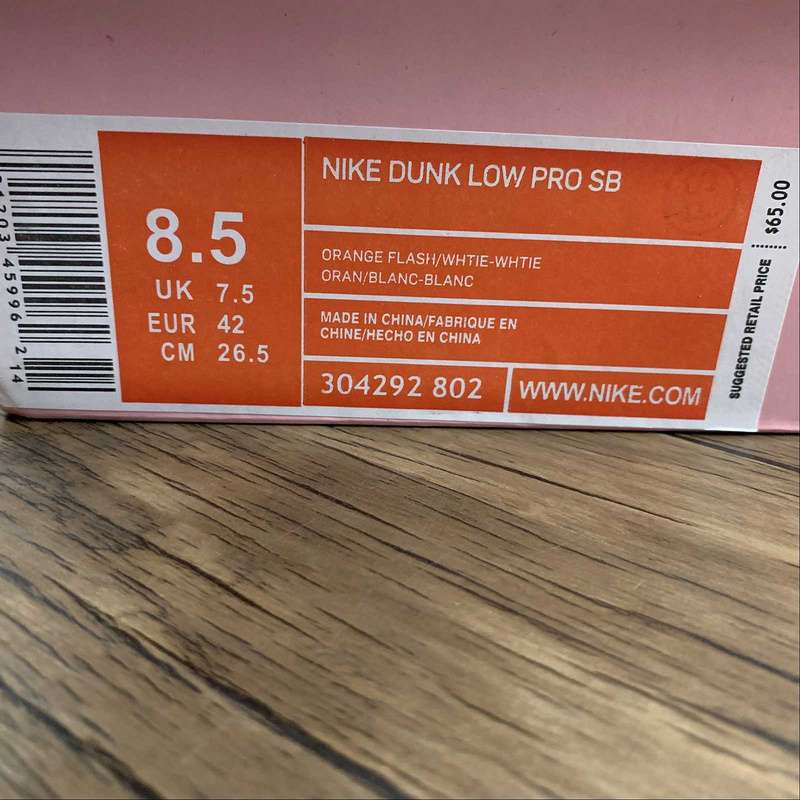 8.5
UK 7.5
EUR 42
CM 26.5
NIKE DUNK LOW PRO SB
ORANGE FLASH/WHTIE-WHTIE
ORAN/BLANC-BLANC
MADE IN CHINA/FABRIQUE EN
CHINE/HECHO EN CHINA
304292 802
WWW.NIKE.COM
SUGGESTED RETAIL PRICE
$65.00
45996 214